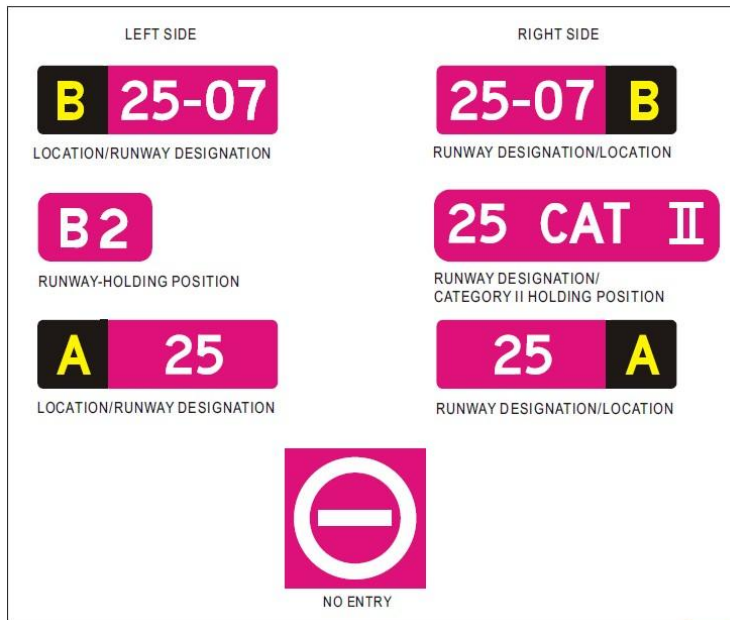 LEFT SIDE
RIGHT SIDE
B 25-07
25-07 B
LOCATION/RUNWAY DESIGNATION
RUNWAY DESIGNATION/LOCATION
B2
25 CAT II
RUNWAY-HOLDING POSITION
RUNWAY DESIGNATION/
CATEGORY II HOLDING POSITION
A 25
25 A
LOCATION/RUNWAY DESIGNATION
RUNWAY DESIGNATION/LOCATION
NO ENTRY